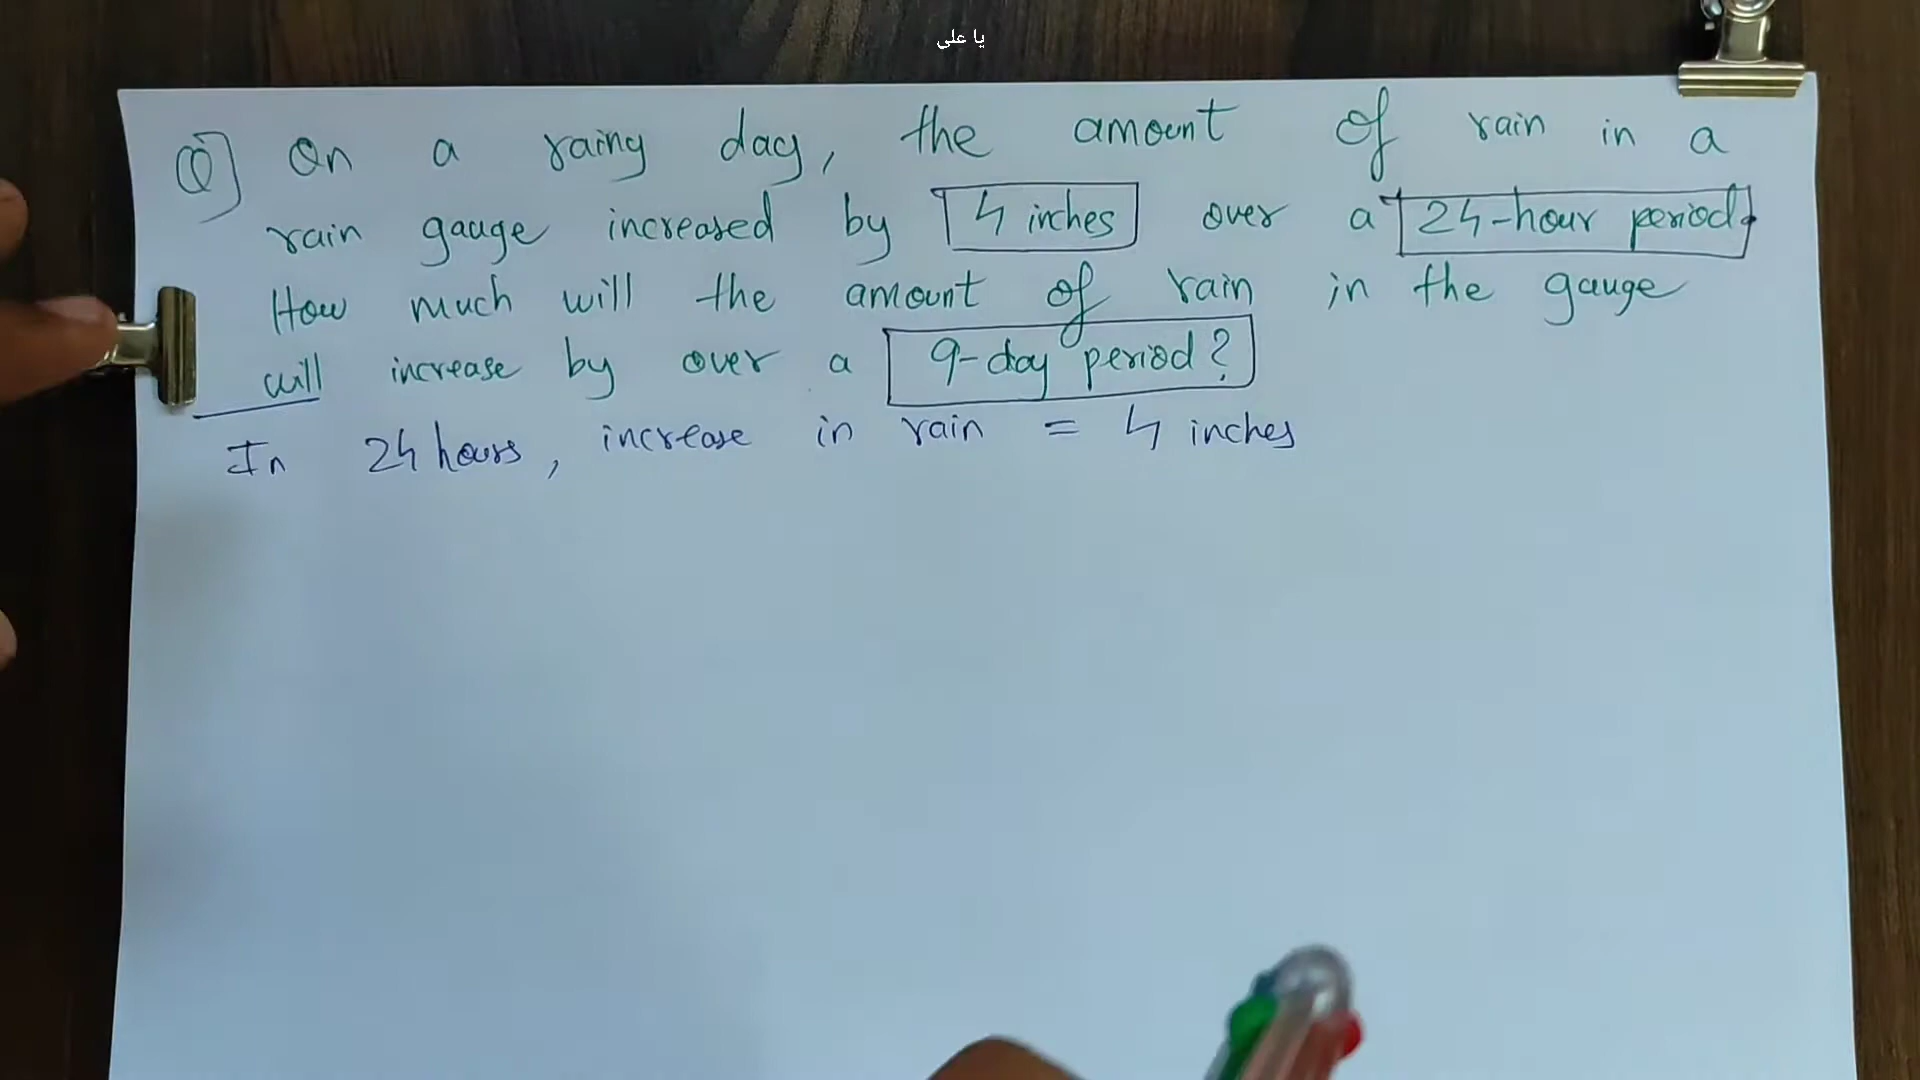 يا على
Q] On a rainy day, the amount of rain in a
rain gauge increased by 4 inches over a 24-hour period.
How much will the amount of rain in the gauge
will increase by over a 9-day period?
In 24 hours, increase in rain = 4 inches